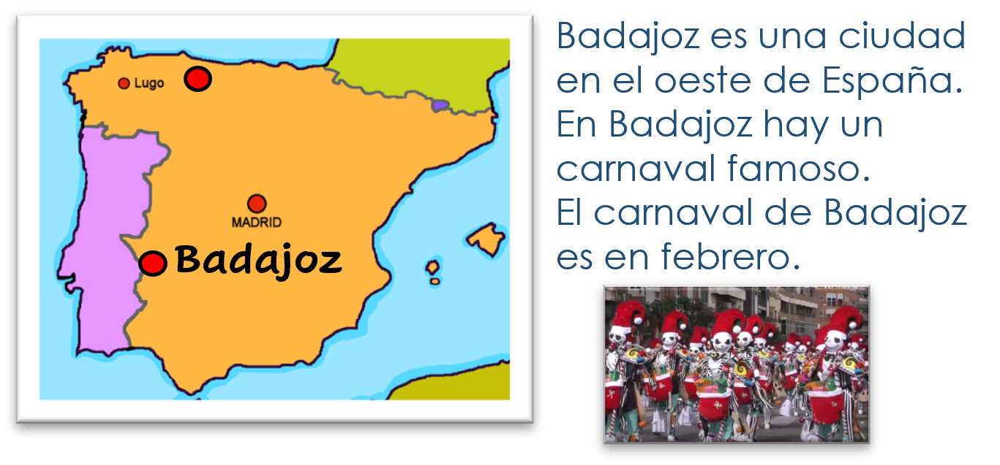 Lugo
MADRID
Badajoz
Badajoz es una ciudad
en el oeste de España.
En Badajoz hay un
carnaval famoso.
El carnaval de Badajoz
es en febrero.